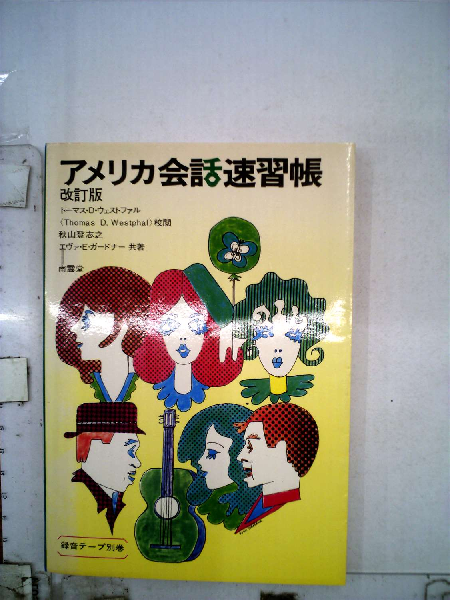 アメリカ会話速習帳
改訂版
トーマス・D・ウェストファル
(Thomas D. Westphal)校閲
秋山登志之
エヴァ・E・ガードナー 共著
南雲堂
録音テープ別巻